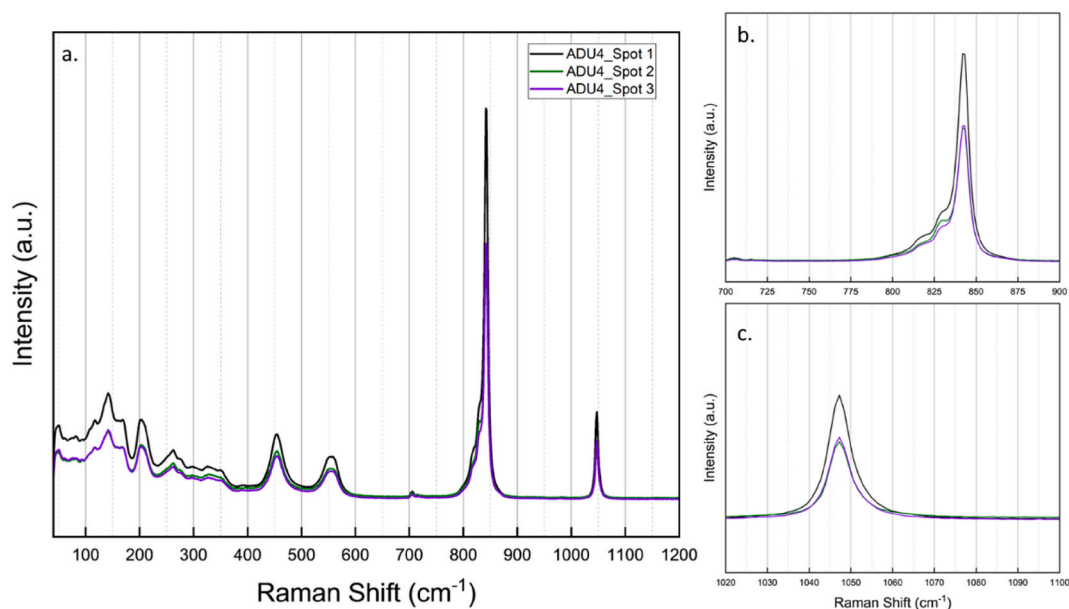 a.
ADU4_Spot 1
ADU4_Spot 2
ADU4_Spot 3
Intensity (a.u.)
100 200 300 400 500 600 700 800 900 1000 1100 1200
Raman Shift (cm⁻¹)
b.
Intensity (a.u.)
700 725 750 775 800 825 850 875 900
c.
Intensity (a.u.)
1020 1030 1040 1050 1060 1070 1080 1090 1100
Raman Shift (cm⁻¹)